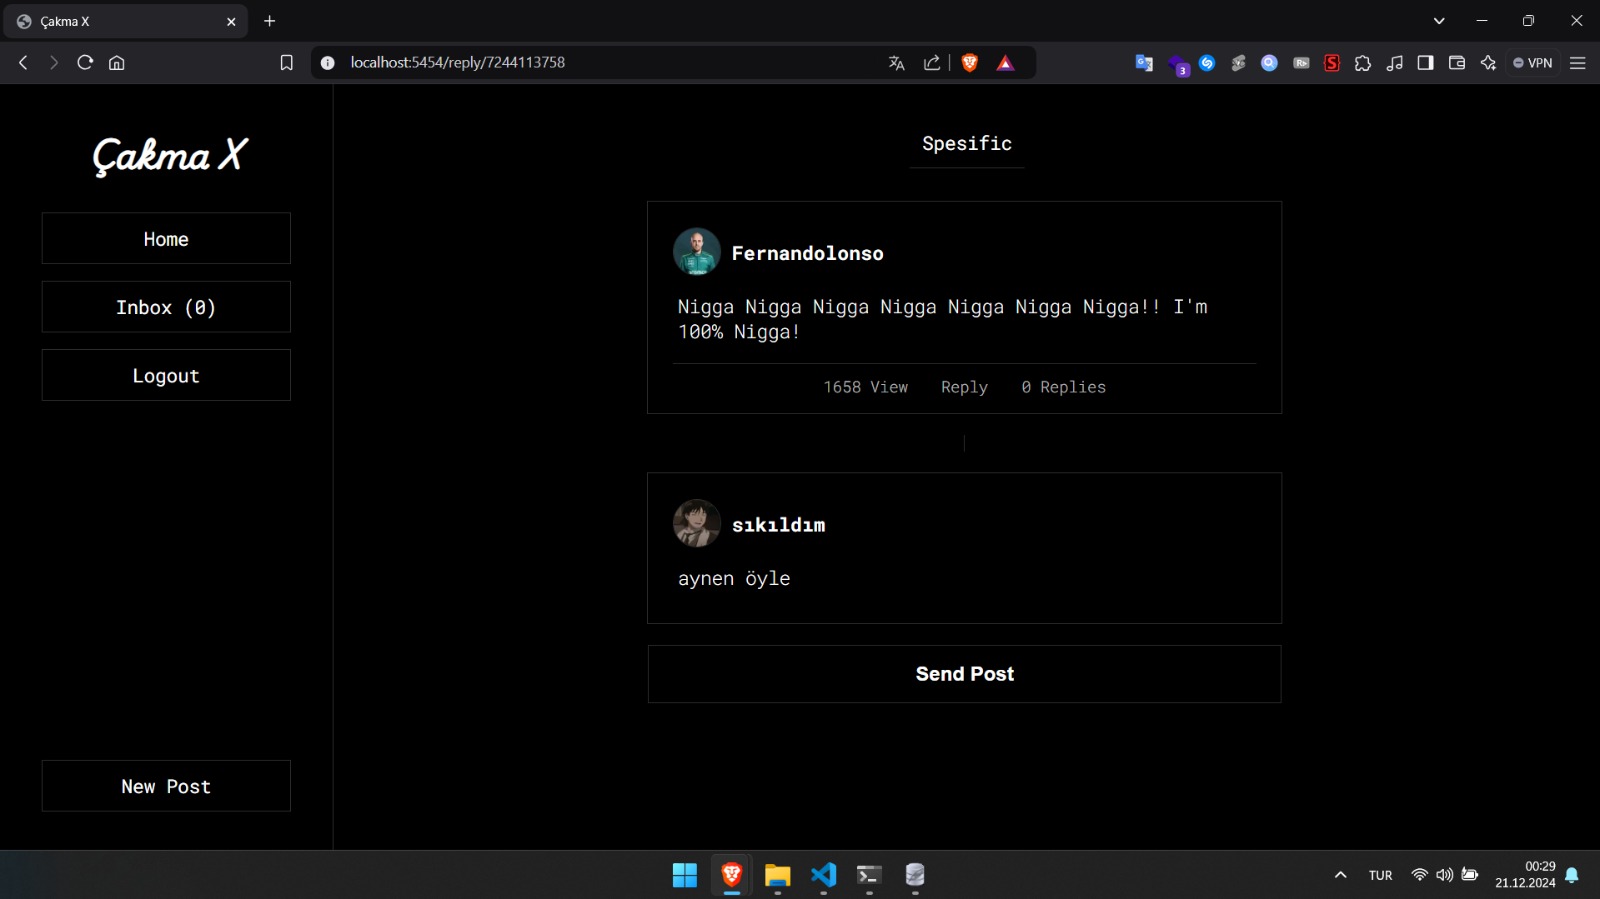 Çakma X
localhost:5454/reply/7244113758
3
VPN
Çakma X
Home
Inbox (0)
Logout
New Post
Spesific
Fernandolonso
Nigga Nigga Nigga Nigga Nigga Nigga Nigga!! I'm
100% Nigga!
1658 View Reply 0 Replies
sıkıldım
aynen öyle
Send Post
TUR
00:29
21.12.2024